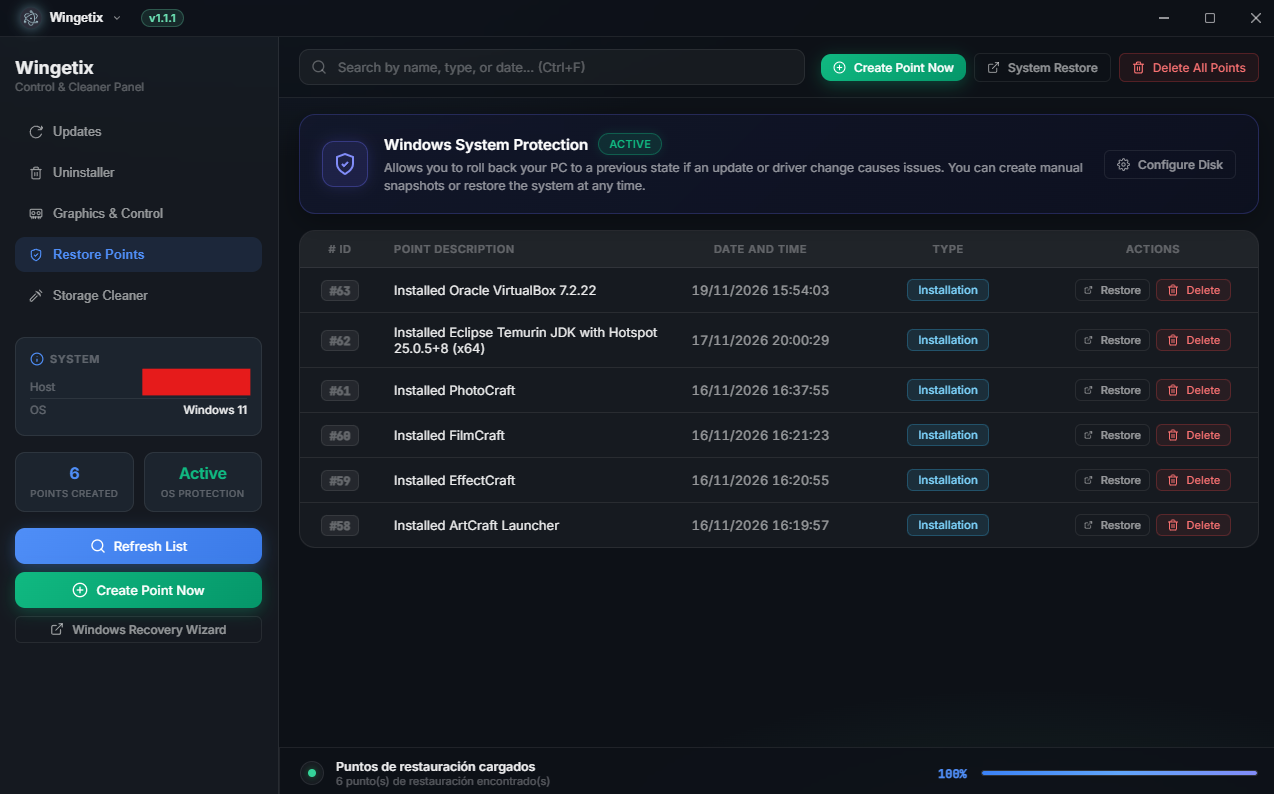 Wingetix
v1.1.1
Wingetix
Control & Cleaner Panel
Updates
Uninstaller
Graphics & Control
Restore Points
Storage Cleaner
SYSTEM
Host
OS Windows 11
6
POINTS CREATED
Active
OS PROTECTION
Refresh List
Create Point Now
Windows Recovery Wizard
Search by name, type, or date... (Ctrl+F)
Create Point Now
System Restore
Delete All Points
Windows System Protection ACTIVE
Allows you to roll back your PC to a previous state if an update or driver change causes issues. You can create manual
snapshots or restore the system at any time.
Configure Disk
# ID POINT DESCRIPTION DATE AND TIME TYPE ACTIONS
#63 Installed Oracle VirtualBox 7.2.22 19/11/2026 15:54:03 Installation Restore Delete
#62 Installed Eclipse Temurin JDK with Hotspot
25.0.5+8 (x64) 17/11/2026 20:00:29 Installation Restore Delete
#61 Installed PhotoCraft 16/11/2026 16:37:55 Installation Restore Delete
#60 Installed FilmCraft 16/11/2026 16:21:23 Installation Restore Delete
#59 Installed EffectCraft 16/11/2026 16:20:55 Installation Restore Delete
#58 Installed ArtCraft Launcher 16/11/2026 16:19:57 Installation Restore Delete
Puntos de restauración cargados
6 punto(s) de restauración encontrado(s)
100%